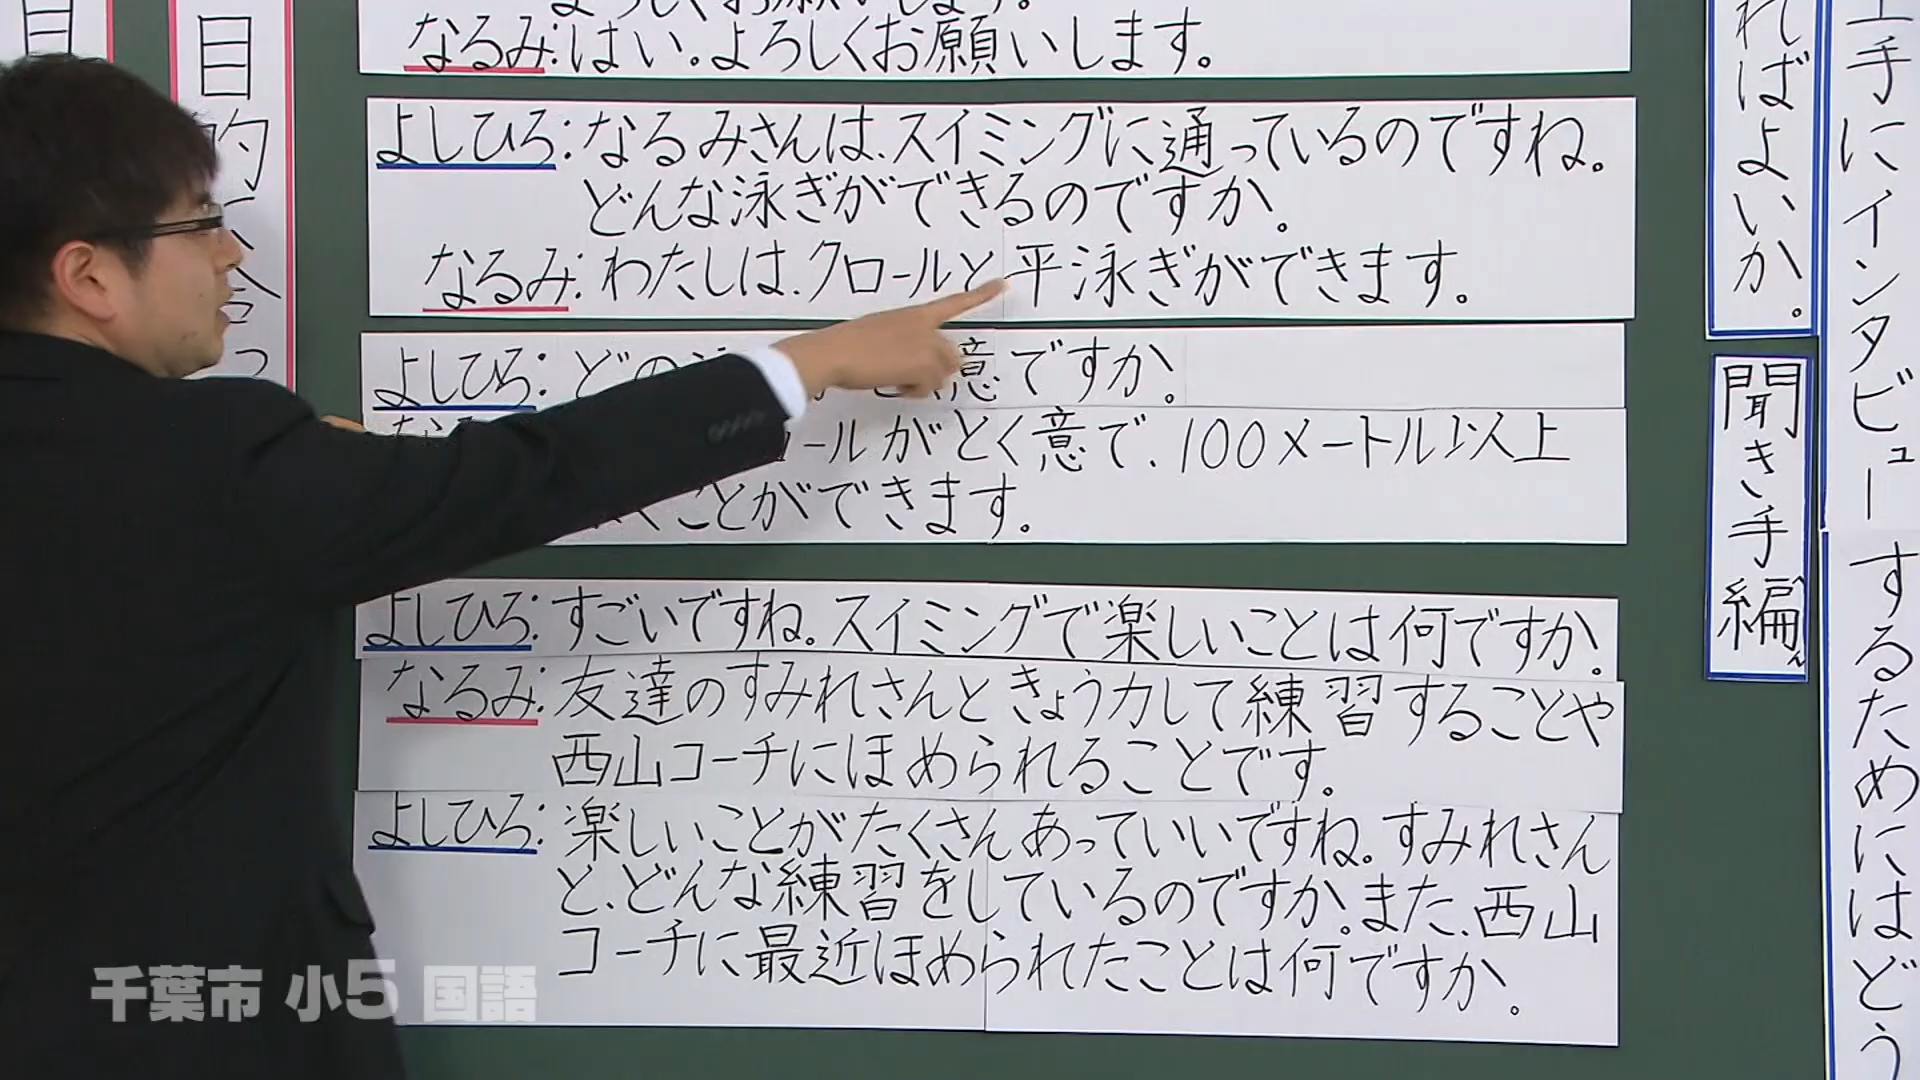 上手にインタビュー
するためにはどう
ればよいか。
聞き手編
へん
なるみ:はい。よろしくお願いします。
よしひろ:なるみさんは、スイミングに通っているのですね。
どんな泳ぎができるのですか。
なるみ:わたしは、クロールと平泳ぎができます。
よしひろ:どの
意ですか。
ールがとく意で、100メートル以上
ことができます。
よしひろ:すごいですね。スイミングで楽しいことは何ですか。
なるみ:友達のすみれさんときょう力して練習することや
西山コーチにほめられることです。
よしひろ:楽しいことがたくさんあっていいですね。すみれさん
と、どんな練習をしているのですか。また、西山
コーチに最近ほめられたことは何ですか。
目的
千葉市 小5 国語